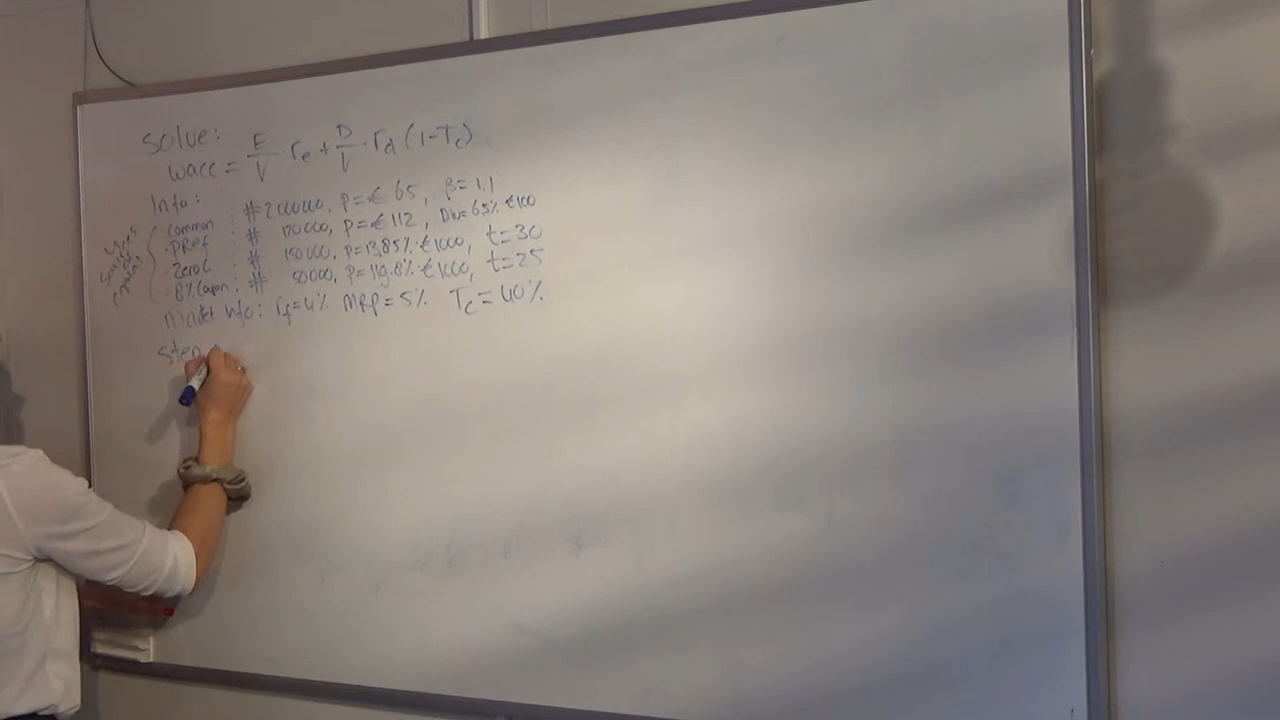 Solve:
wacc = E/V · re + D/V · rd (1-Tc)
Info:
· Common : # 2000000, P=€ 65, β= 1.1
· PRef : # 120000, P=€ 112, Div= 6.5% €100
· Zero C : # 150000, P=13,85% · €1000, t=30
· 8% Coupon : # 50000, P=119.8% · €1000, t=25
Market info: rf=4% MRP=5% Tc=40%
Step